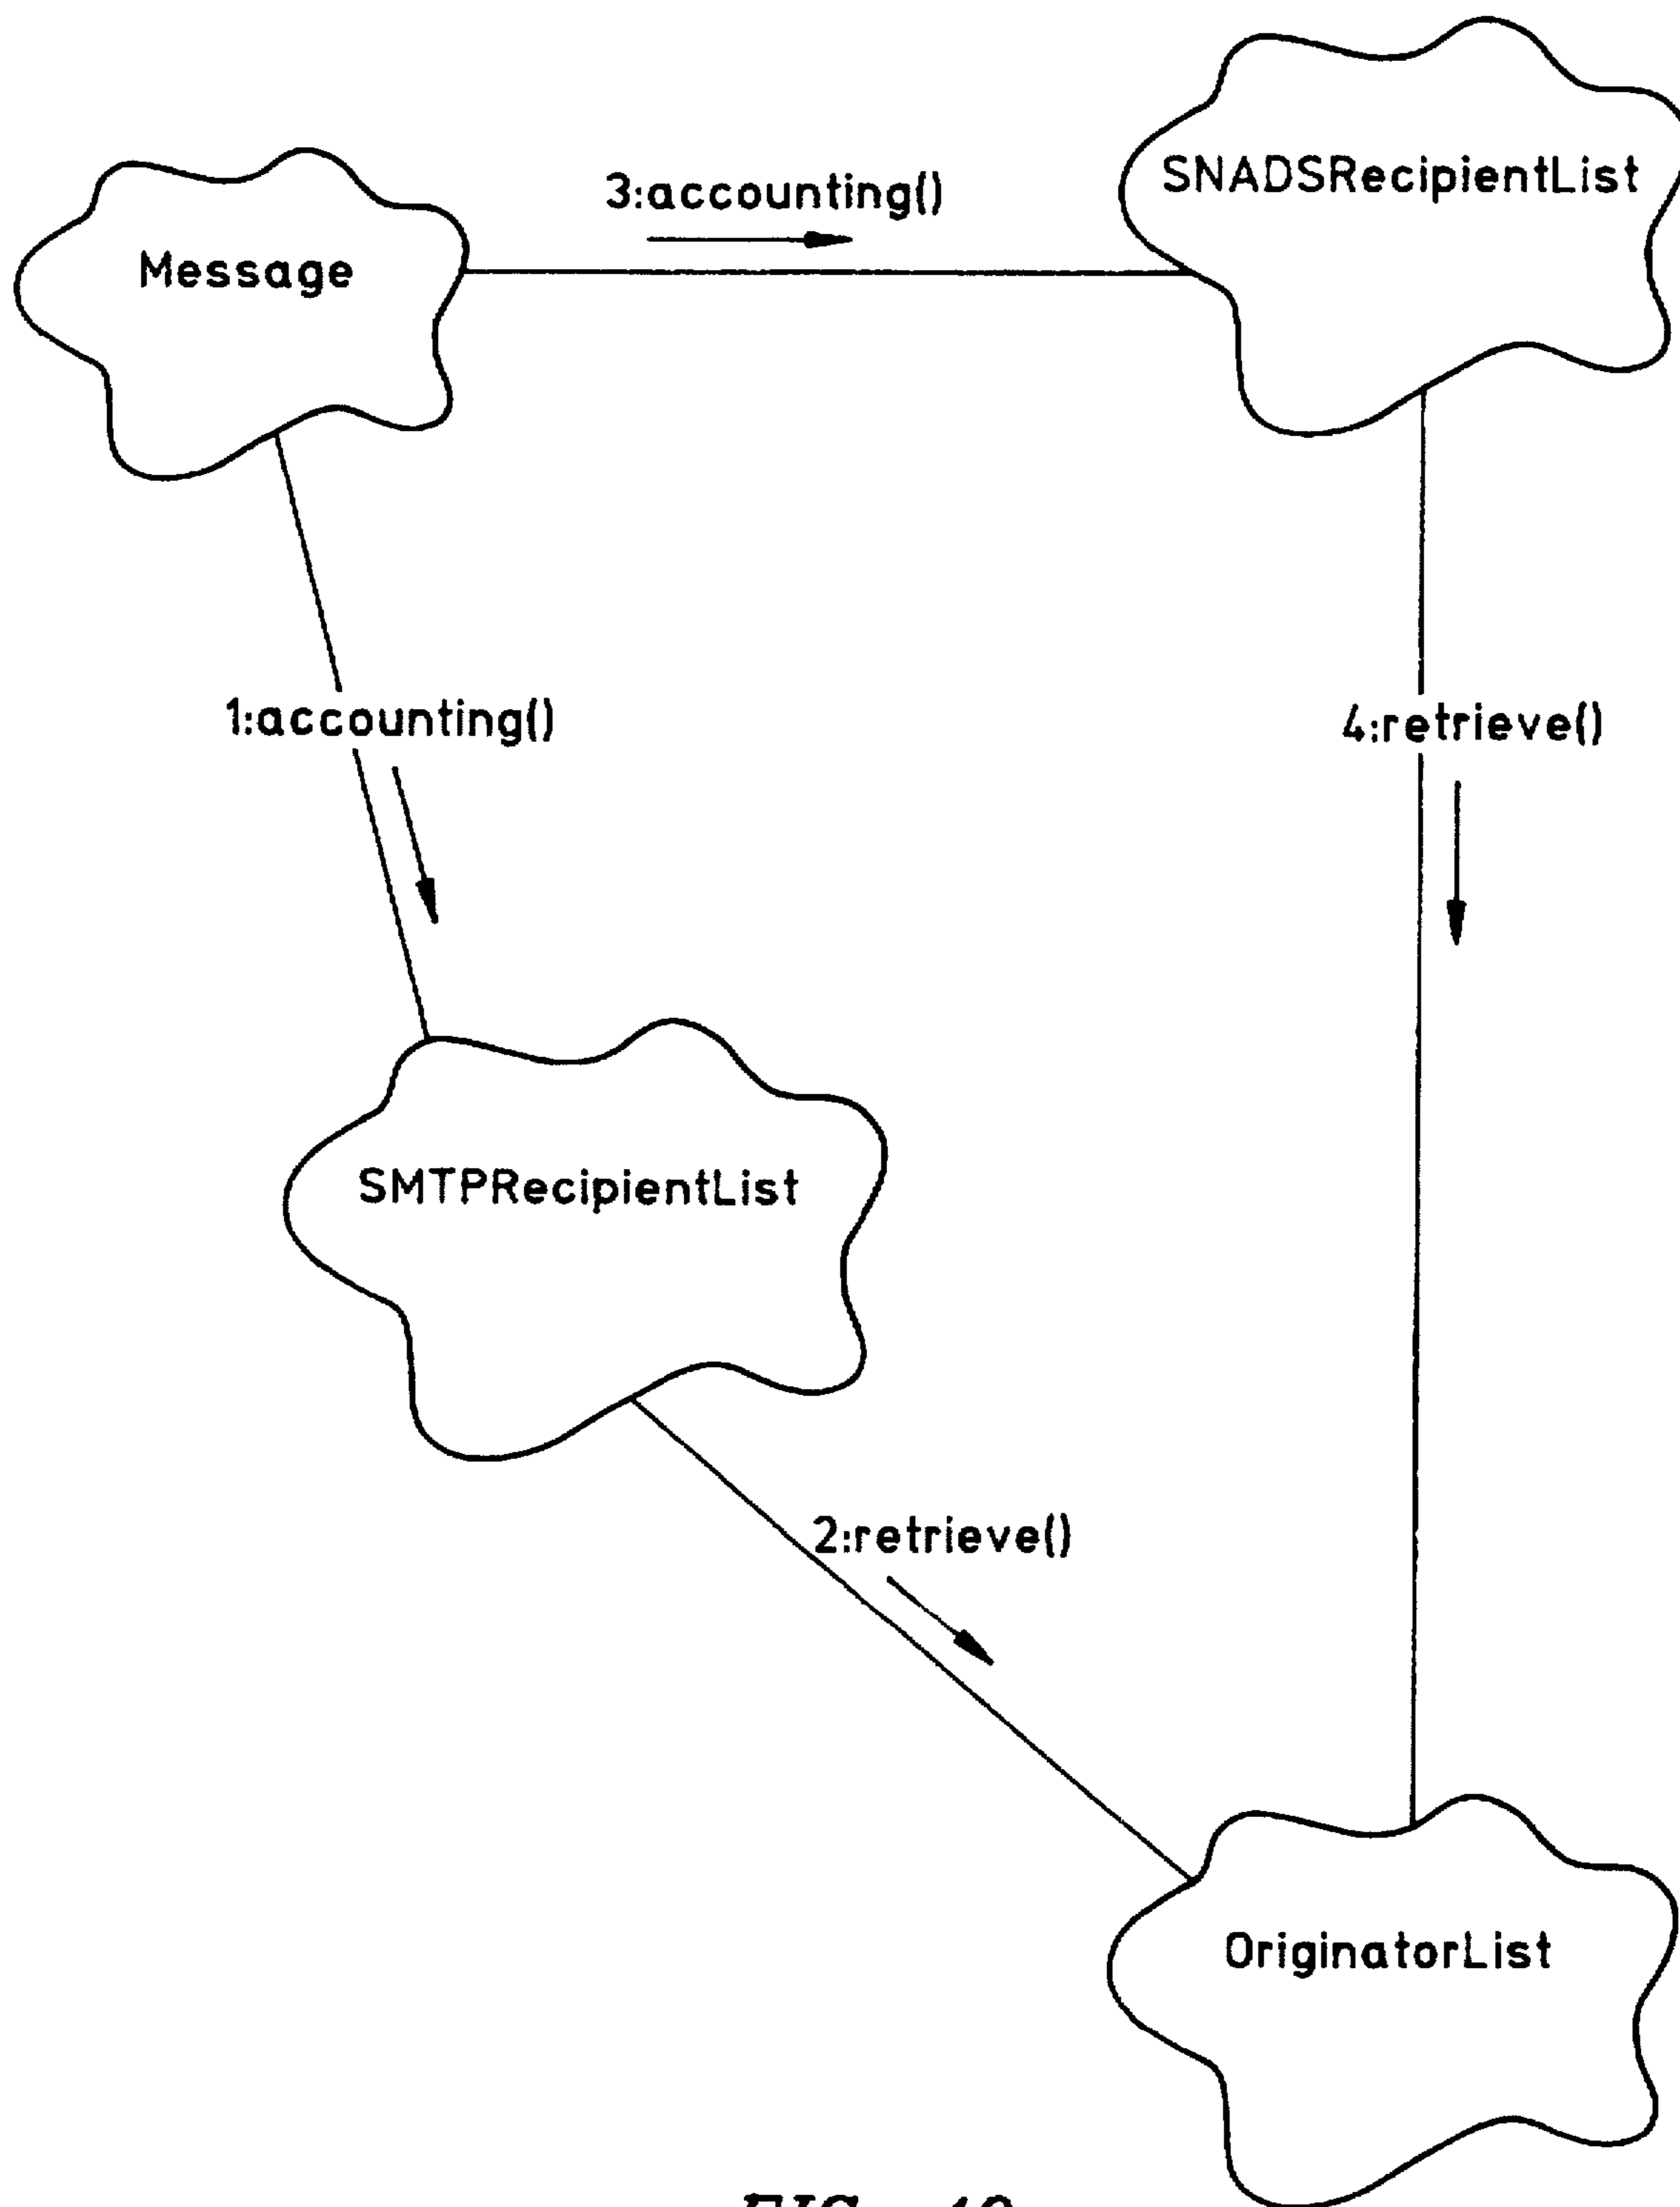 SNADSRecipientList
3:accounting()
Message
1:accounting()
4:retrieve()
SMTPRecipientList
2:retrieve()
OriginatorList